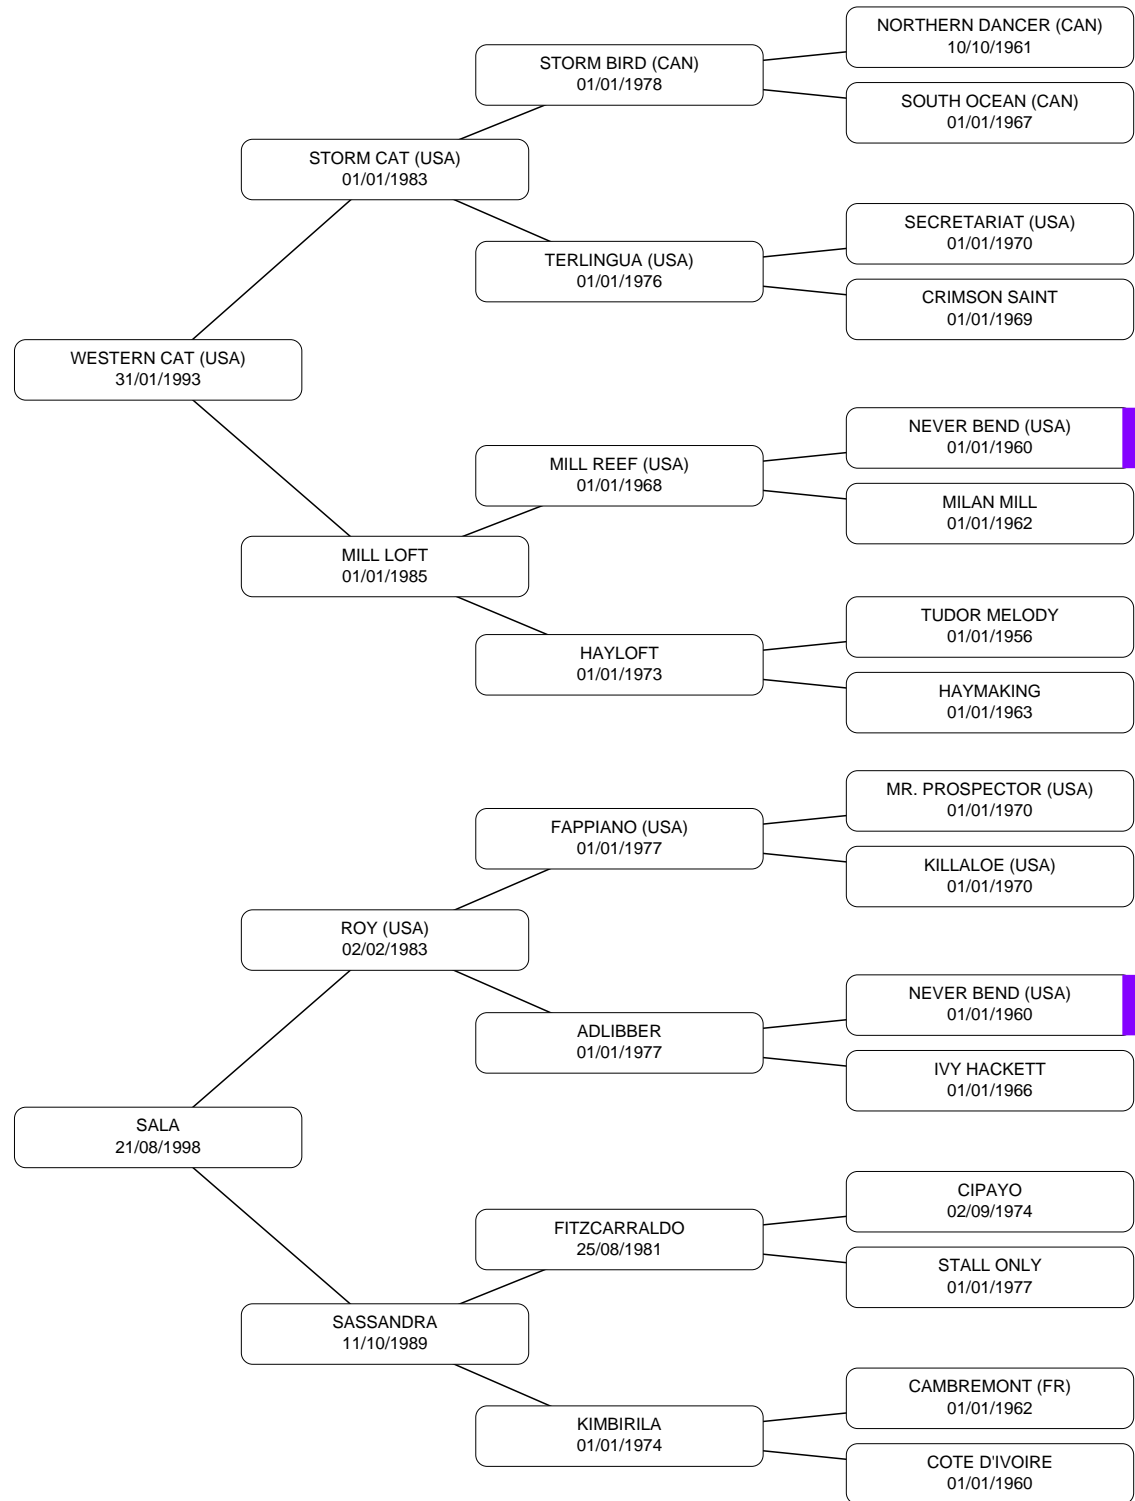 NORTHERN DANCER (CAN)
10/10/1961
STORM BIRD (CAN)
01/01/1978
SOUTH OCEAN (CAN)
01/01/1967
STORM CAT (USA)
01/01/1983
SECRETARIAT (USA)
01/01/1970
TERLINGUA (USA)
01/01/1976
CRIMSON SAINT
01/01/1969
WESTERN CAT (USA)
31/01/1993
NEVER BEND (USA)
01/01/1960
MILL REEF (USA)
01/01/1968
MILAN MILL
01/01/1962
MILL LOFT
01/01/1985
TUDOR MELODY
01/01/1956
HAYLOFT
01/01/1973
HAYMAKING
01/01/1963
MR. PROSPECTOR (USA)
01/01/1970
FAPPIANO (USA)
01/01/1977
KILLALOE (USA)
01/01/1970
ROY (USA)
02/02/1983
NEVER BEND (USA)
01/01/1960
ADLIBBER
01/01/1977
IVY HACKETT
01/01/1966
SALA
21/08/1998
CIPAYO
02/09/1974
FITZCARRALDO
25/08/1981
STALL ONLY
01/01/1977
SASSANDRA
11/10/1989
CAMBREMONT (FR)
01/01/1962
KIMBIRILA
01/01/1974
COTE D'IVOIRE
01/01/1960